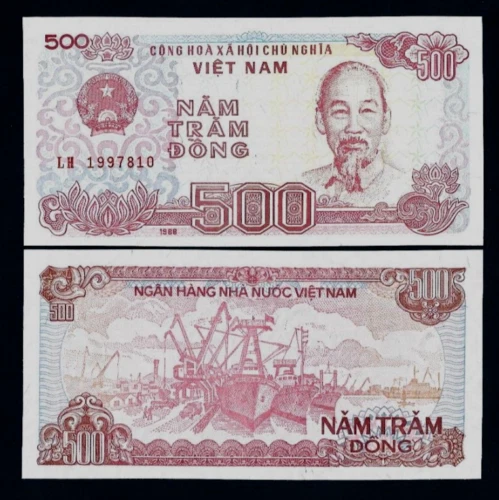 500
CỘNG HOÀ XÃ HỘI CHỦ NGHĨA
VIỆT NAM
500
NĂM
TRĂM
ĐỒNG
LH 1997810
500
1988
NGÂN HÀNG NHÀ NƯỚC VIỆT NAM
500
500
NĂM TRĂM
ĐỒNG
500